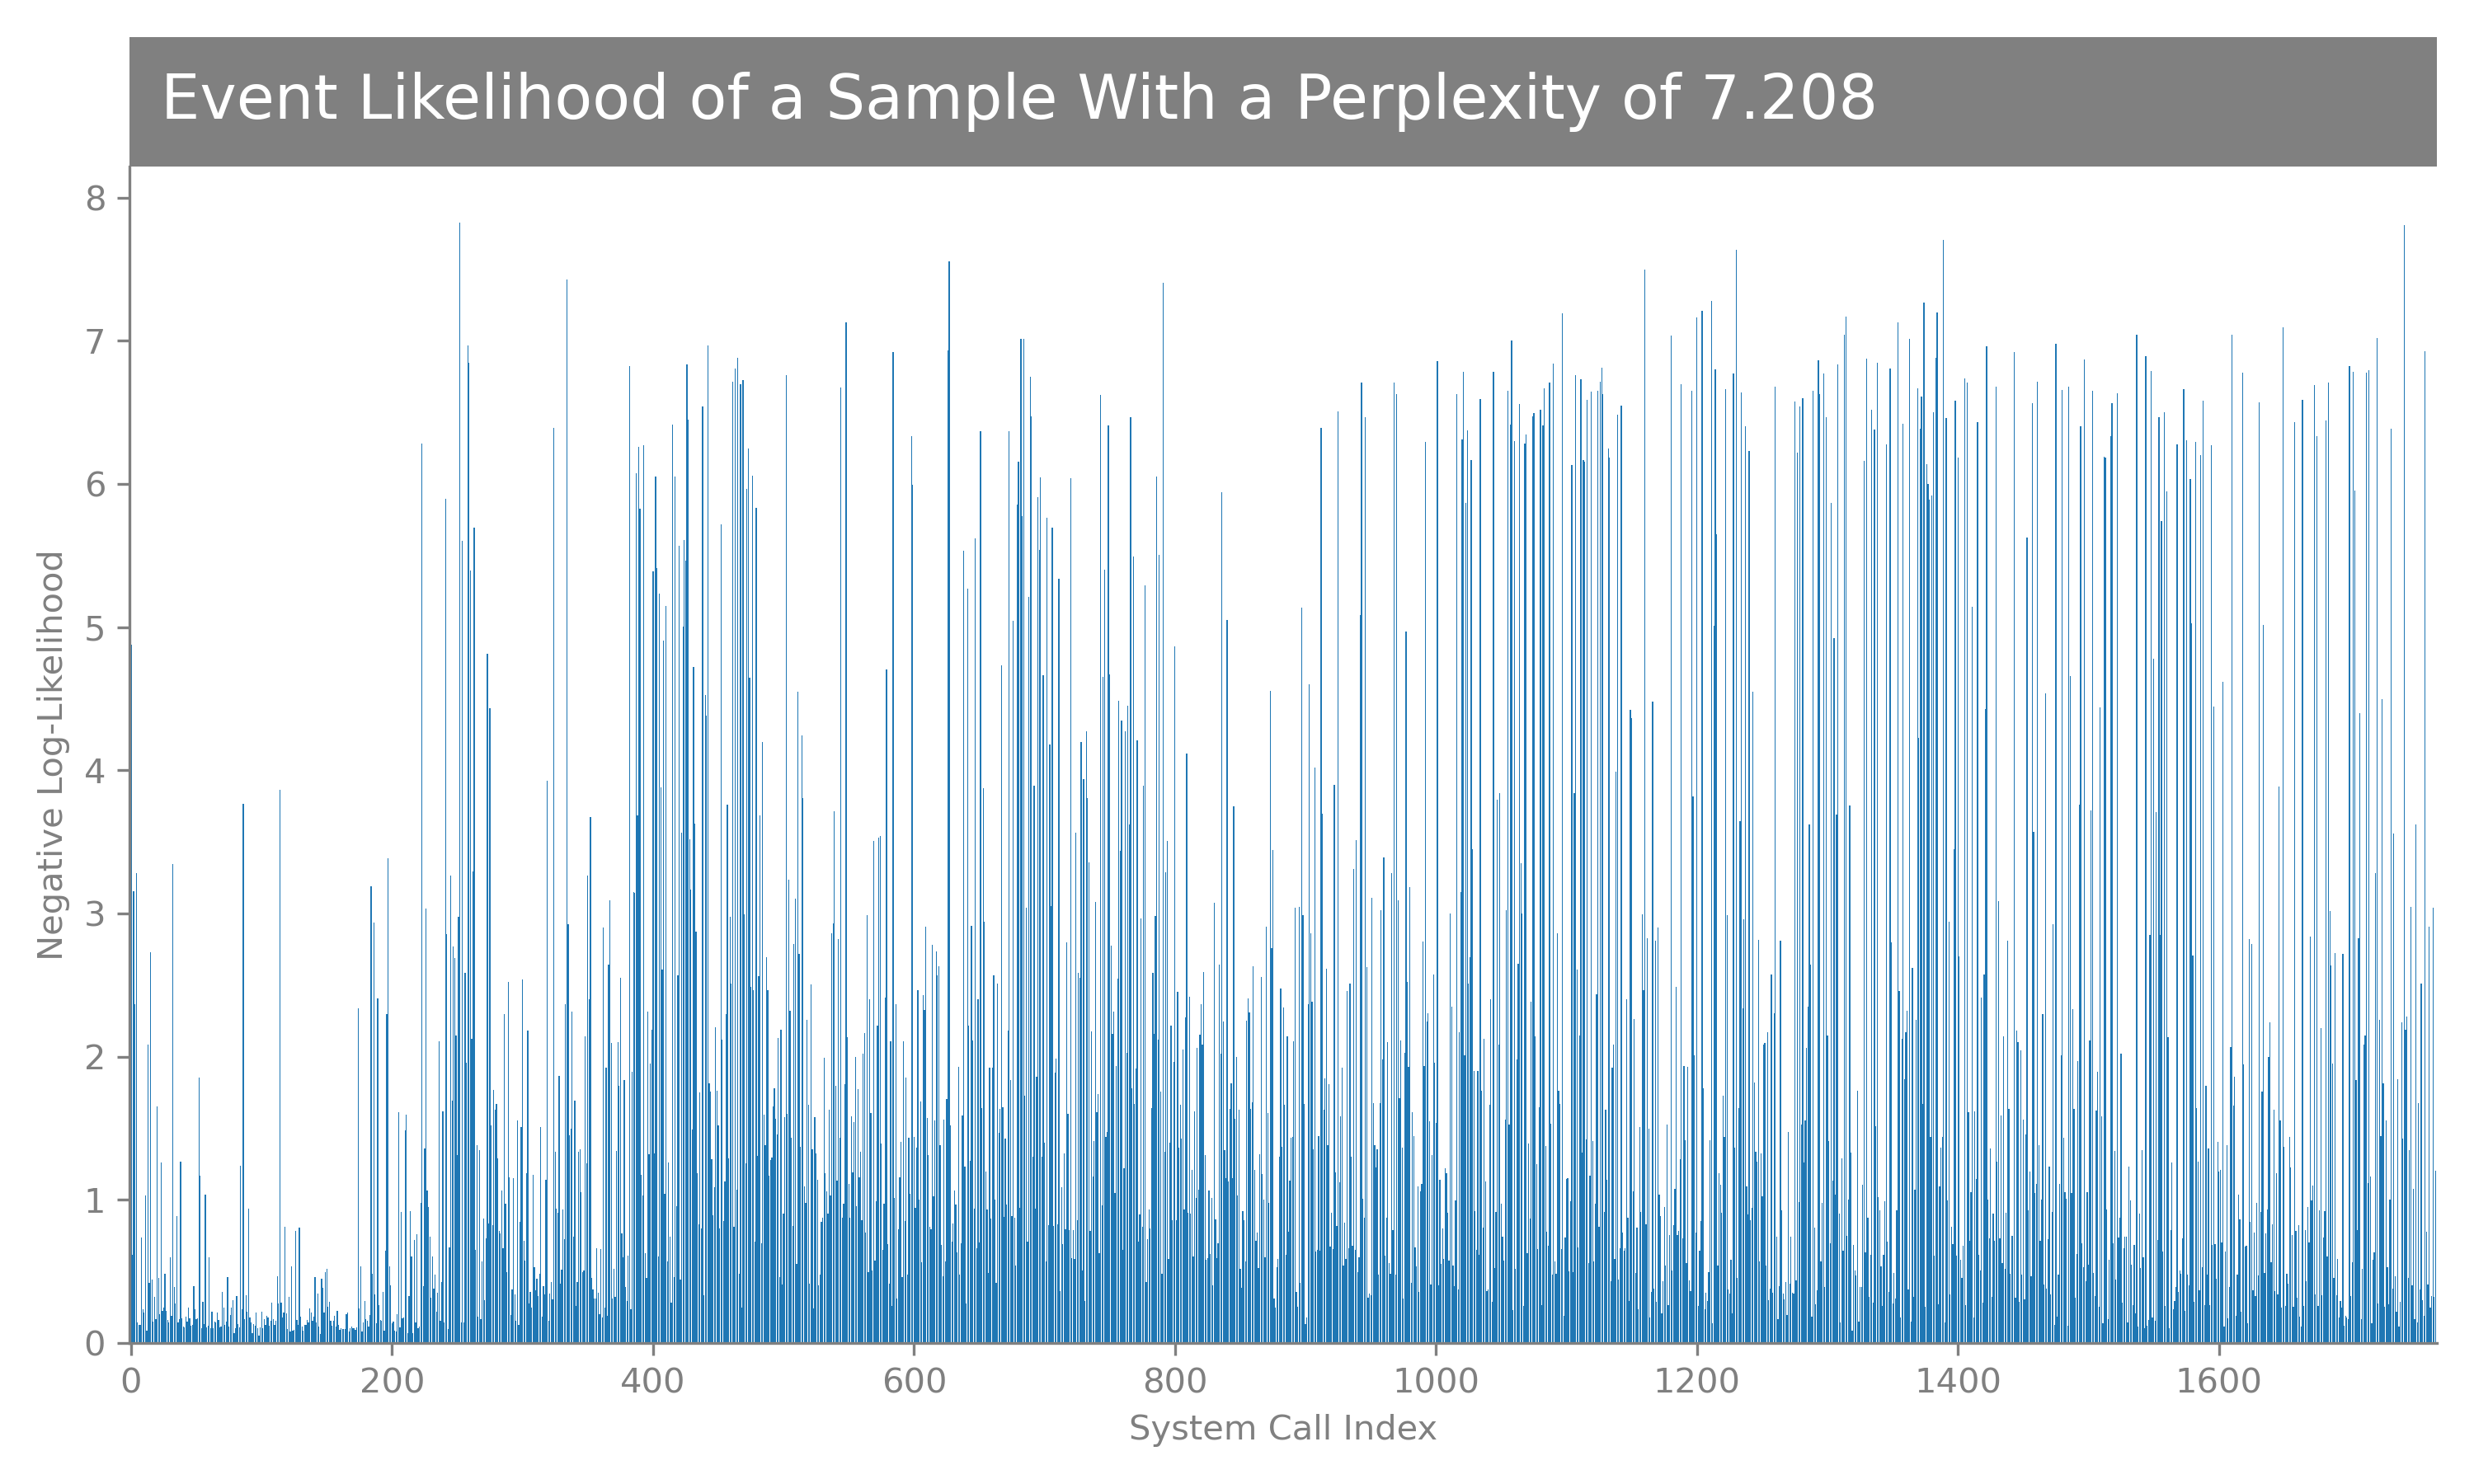 Event Likelihood of a Sample With a Perplexity of 7.208
8
7
6
5
4
3
2
1
0
Negative Log-Likelihood
0 200 400 600 800 1000 1200 1400 1600
System Call Index